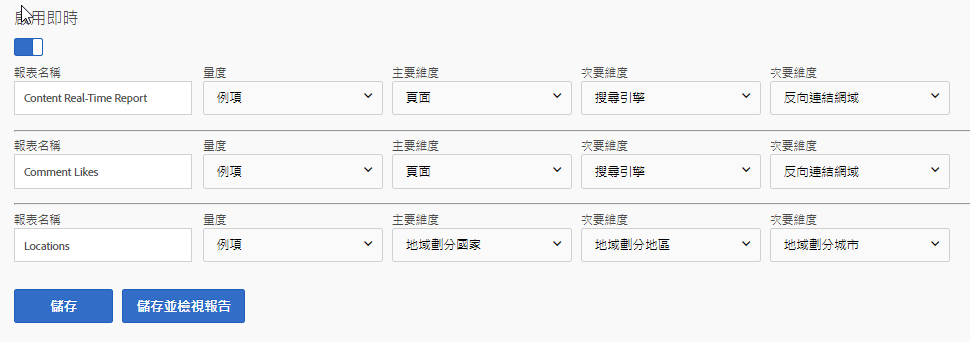 啟用即時
報表名稱 量度 主要維度 次要維度 次要維度
Content Real-Time Report 例項 頁面 搜尋引擎 反向連結網域
報表名稱 量度 主要維度 次要維度 次要維度
Comment Likes 例項 頁面 搜尋引擎 反向連結網域
報表名稱 量度 主要維度 次要維度 次要維度
Locations 例項 地域劃分國家 地域劃分地區 地域劃分城市
儲存 儲存並檢視報告